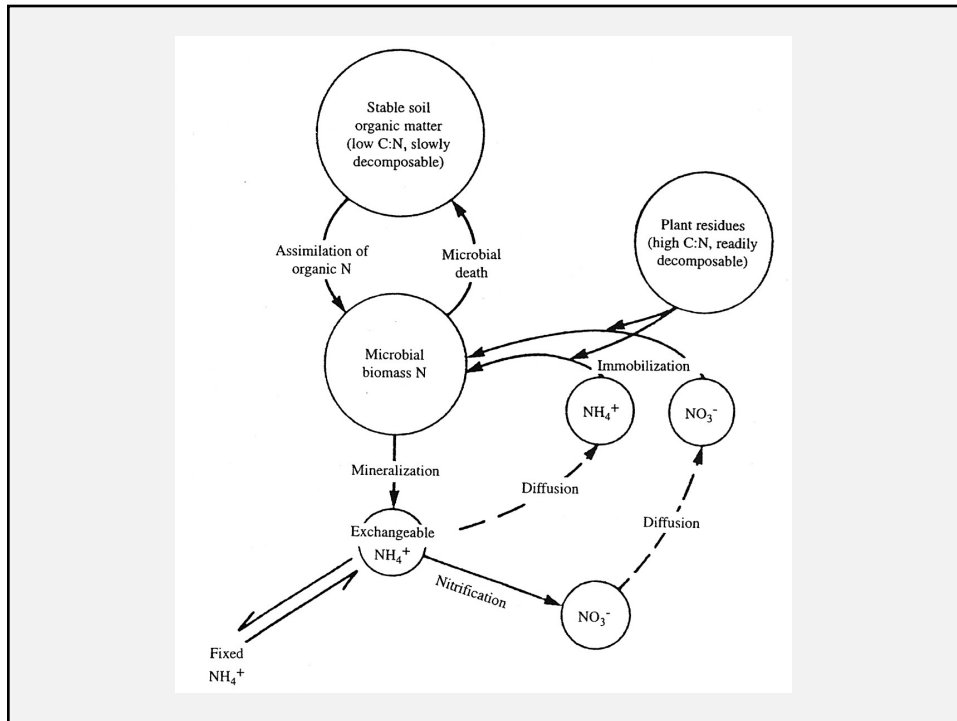 Stable soil
organic matter
(low C:N, slowly
decomposable)
Plant residues
(high C:N, readily
decomposable)
Assimilation of
organic N
Microbial
death
Microbial
biomass N
Immobilization
NH₄⁺
NO₃⁻
Mineralization
Diffusion
Diffusion
Exchangeable
NH₄⁺
Nitrification
NO₃⁻
Fixed
NH₄⁺